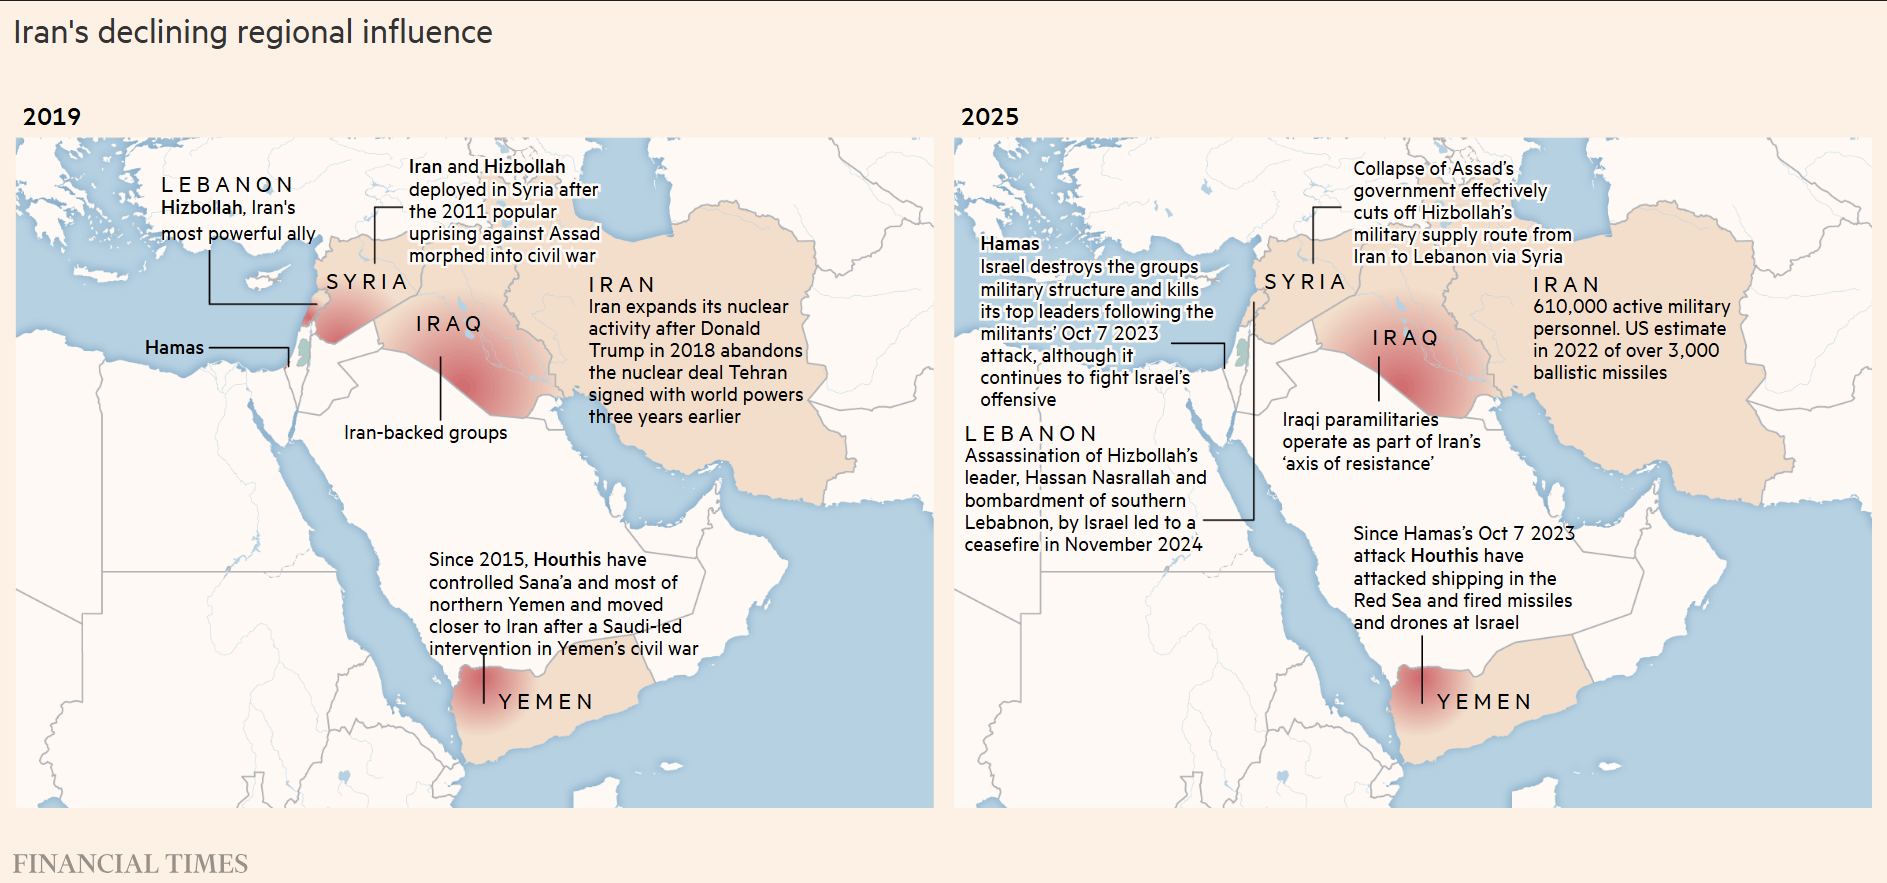 Iran's declining regional influence
2019
LEBANON
Hizbollah, Iran's
most powerful ally
Iran and Hizbollah
deployed in Syria after
the 2011 popular
uprising against Assad
morphed into civil war
SYRIA
IRAN
Iran expands its nuclear
activity after Donald
Trump in 2018 abandons
the nuclear deal Tehran
signed with world powers
three years earlier
IRAQ
Hamas
Iran-backed groups
Since 2015, Houthis have
controlled Sana’a and most of
northern Yemen and moved
closer to Iran after a Saudi-led
intervention in Yemen’s civil war
YEMEN
2025
Collapse of Assad’s
government effectively
cuts off Hizbollah’s
military supply route from
Iran to Lebanon via Syria
Hamas
Israel destroys the groups
military structure and kills
its top leaders following the
militants’ Oct 7 2023
attack, although it
continues to fight Israel’s
offensive
SYRIA
IRAN
610,000 active military
personnel. US estimate
in 2022 of over 3,000
ballistic missiles
IRAQ
Iraqi paramilitaries
operate as part of Iran’s
‘axis of resistance’
LEBANON
Assassination of Hizbollah’s
leader, Hassan Nasrallah and
bombardment of southern
Lebabnon, by Israel led to a
ceasefire in November 2024
Since Hamas’s Oct 7 2023
attack Houthis have
attacked shipping in the
Red Sea and fired missiles
and drones at Israel
YEMEN
FINANCIAL TIMES